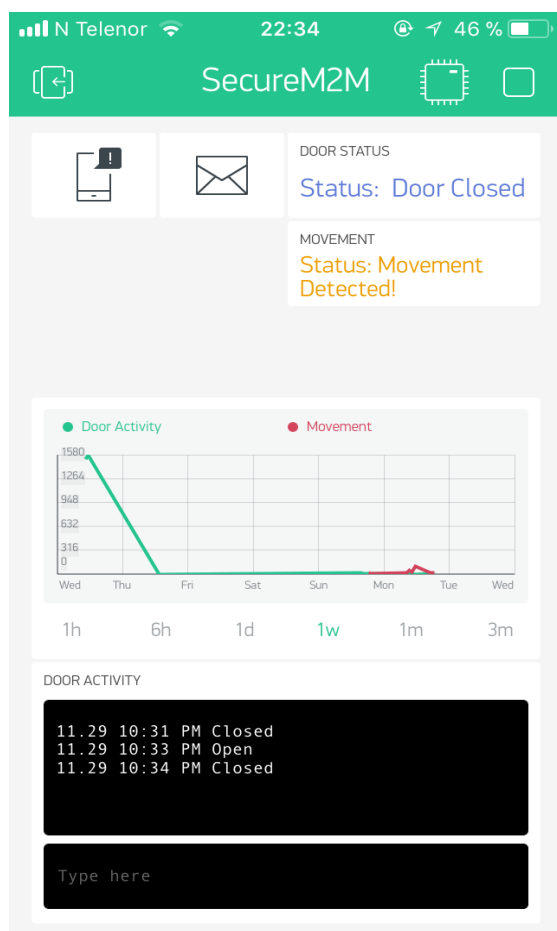 N Telenor 22:34 46 %
SecureM2M
!
DOOR STATUS
Status: Door Closed
MOVEMENT
Status: Movement
Detected!
Door Activity Movement
1580
1264
948
632
316
0
Wed Thu Fri Sat Sun Mon Tue Wed
1h 6h 1d 1w 1m 3m
DOOR ACTIVITY
11.29 10:31 PM Closed
11.29 10:33 PM Open
11.29 10:34 PM Closed
Type here